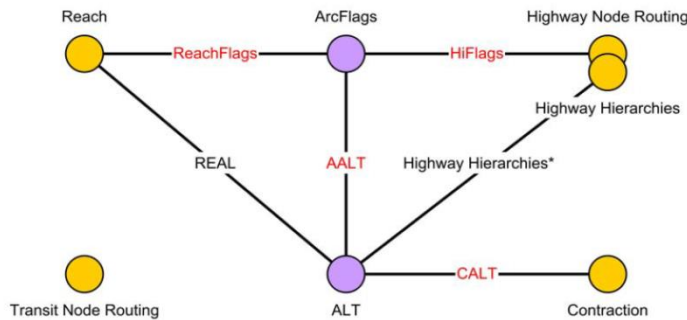 Reach
ArcFlags
Highway Node Routing
ReachFlags
HiFlags
Highway Hierarchies
REAL
AALT
Highway Hierarchies*
CALT
Transit Node Routing
ALT
Contraction